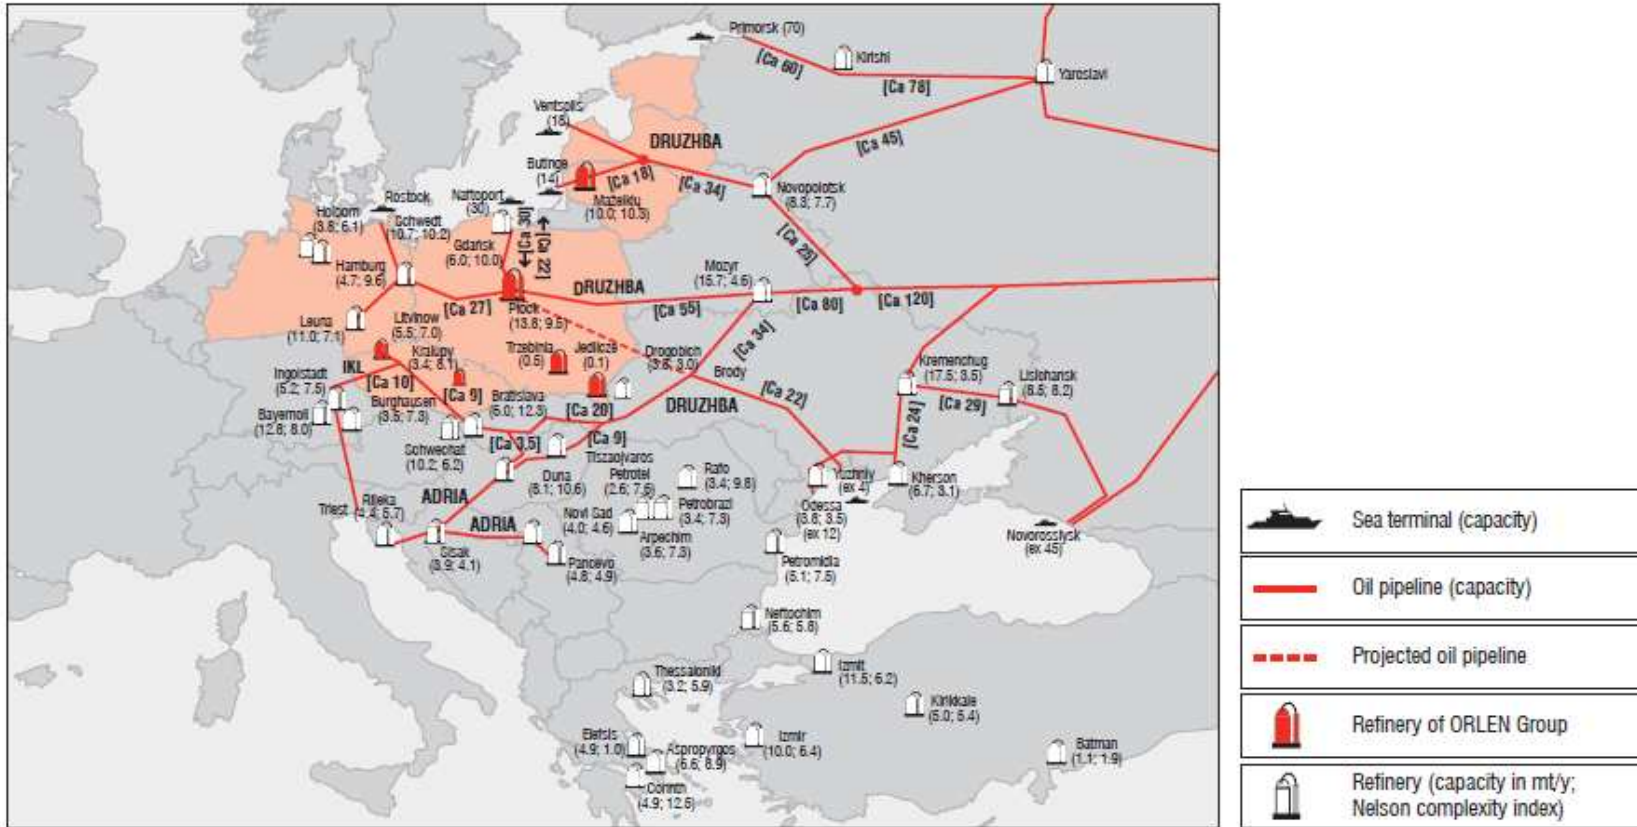 Primorsk (70)
[Ca 60]
Kirishi
[Ca 78]
Yaroslavl
Ventspils
(16)
DRUZHBA
[Ca 45]
Butinge
(14)
[Ca 18]
[Ca 34]
Mažeikiu
(10.0; 10.3)
Novopolotsk
(8.3; 7.7)
Rostock
Naftoport
(30)
Holborn
(3.8; 6.1)
Schwedt
(10.7; 10.2)
Gdańsk
(6.0; 10.0)
[Ca 30]
[Ca 22]
[Ca 25]
Hamburg
(4.7; 9.6)
Mozyr
(15.7; 4.6)
DRUZHBA
[Ca 27]
Płock
(13.8; 9.5)
[Ca 55]
[Ca 80]
[Ca 120]
Leuna
(11.0; 7.1)
Litvinow
(5.5; 7.0)
Kralupy
(3.4; 8.1)
Trzebinia
(0.5)
Jedlicze
(0.1)
Drogobich
(3.8; 3.0)
[Ca 34]
Brody
Kremenchug
(17.5; 3.5)
Lisichansk
(8.5; 8.2)
IKL
[Ca 10]
Ingolstadt
(5.2; 7.5)
[Ca 9]
Bratislava
(6.0; 12.3)
[Ca 20]
DRUZHBA
[Ca 22]
[Ca 24]
[Ca 29]
Bayernoil
(12.8; 8.0)
Burghausen
(3.5; 7.3)
Schwechat
(10.2; 6.2)
[Ca 3.5]
[Ca 9]
Tiszaojvaros
Duna
(8.1; 10.6)
Petrotel
(2.6; 7.6)
Rafo
(3.4; 9.8)
Yuzhniy
(ex 4)
Kherson
(6.7; 3.1)
ADRIA
Triest
Rijeka
(4.4; 5.7)
ADRIA
Novi Sad
(4.0; 4.6)
Petrobrazi
(3.4; 7.3)
Odessa
(3.8; 3.5)
(ex 12)
Novorossiysk
(ex 45)
Sisak
(3.9; 4.1)
Arpechim
(3.6; 7.3)
Pancevo
(4.8; 4.9)
Petromidia
(5.1; 7.5)
Neftochim
(5.6; 5.8)
Thessaloniki
(3.2; 5.9)
Izmit
(11.5; 6.2)
Kirikkale
(5.0; 5.4)
Elefsis
(4.9; 1.0)
Aspropyrgos
(6.6; 8.9)
Izmir
(10.0; 6.4)
Batman
(1.1; 1.9)
Corinth
(4.9; 12.5)
Sea terminal (capacity)
Oil pipeline (capacity)
Projected oil pipeline
Refinery of ORLEN Group
Refinery (capacity in mt/y;
Nelson complexity index)